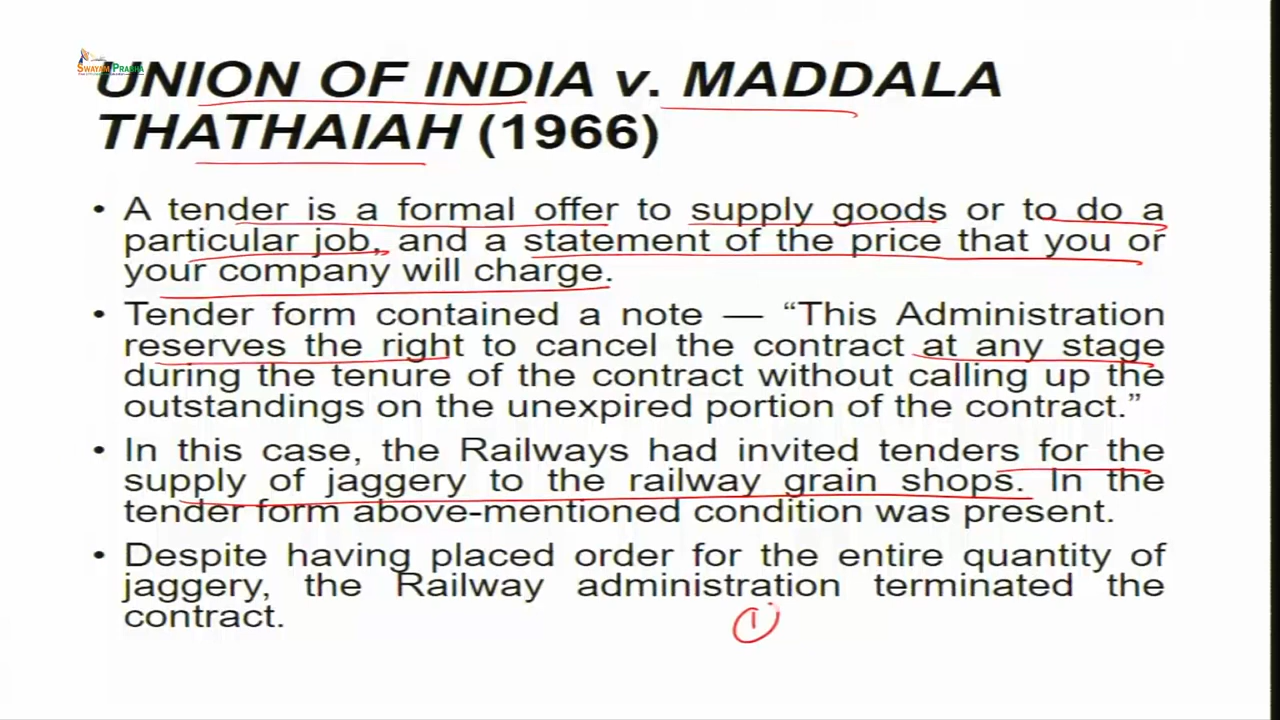 SWAYAM PRABHA
UNION OF INDIA v. MADDALA
THATHAIAH (1966)
• A tender is a formal offer to supply goods or to do a
particular job, and a statement of the price that you or
your company will charge.
• Tender form contained a note — “This Administration
reserves the right to cancel the contract at any stage
during the tenure of the contract without calling up the
outstandings on the unexpired portion of the contract.”
• In this case, the Railways had invited tenders for the
supply of jaggery to the railway grain shops. In the
tender form above-mentioned condition was present.
• Despite having placed order for the entire quantity of
jaggery, the Railway administration terminated the
contract.
1